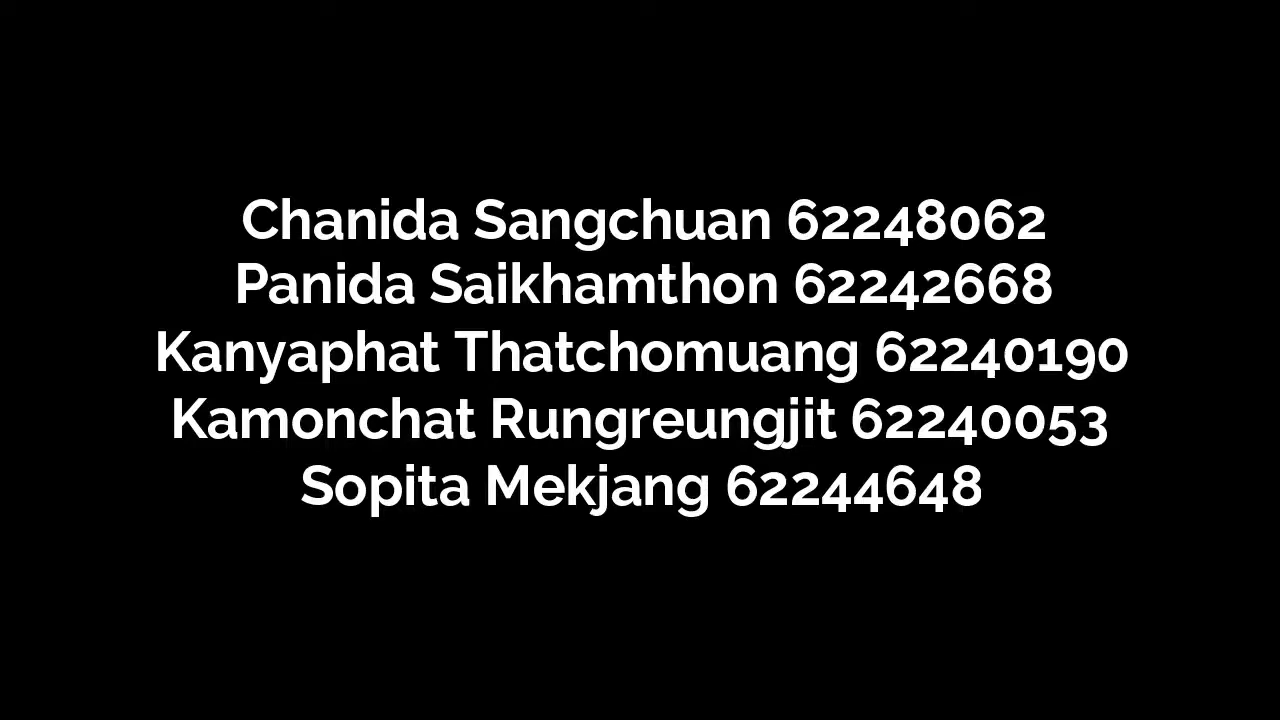 Chanida Sangchuan 62248062
Panida Saikhamthon 62242668
Kanyaphat Thatchomuang 62240190
Kamonchat Rungreungjit 62240053
Sopita Mekjang 62244648